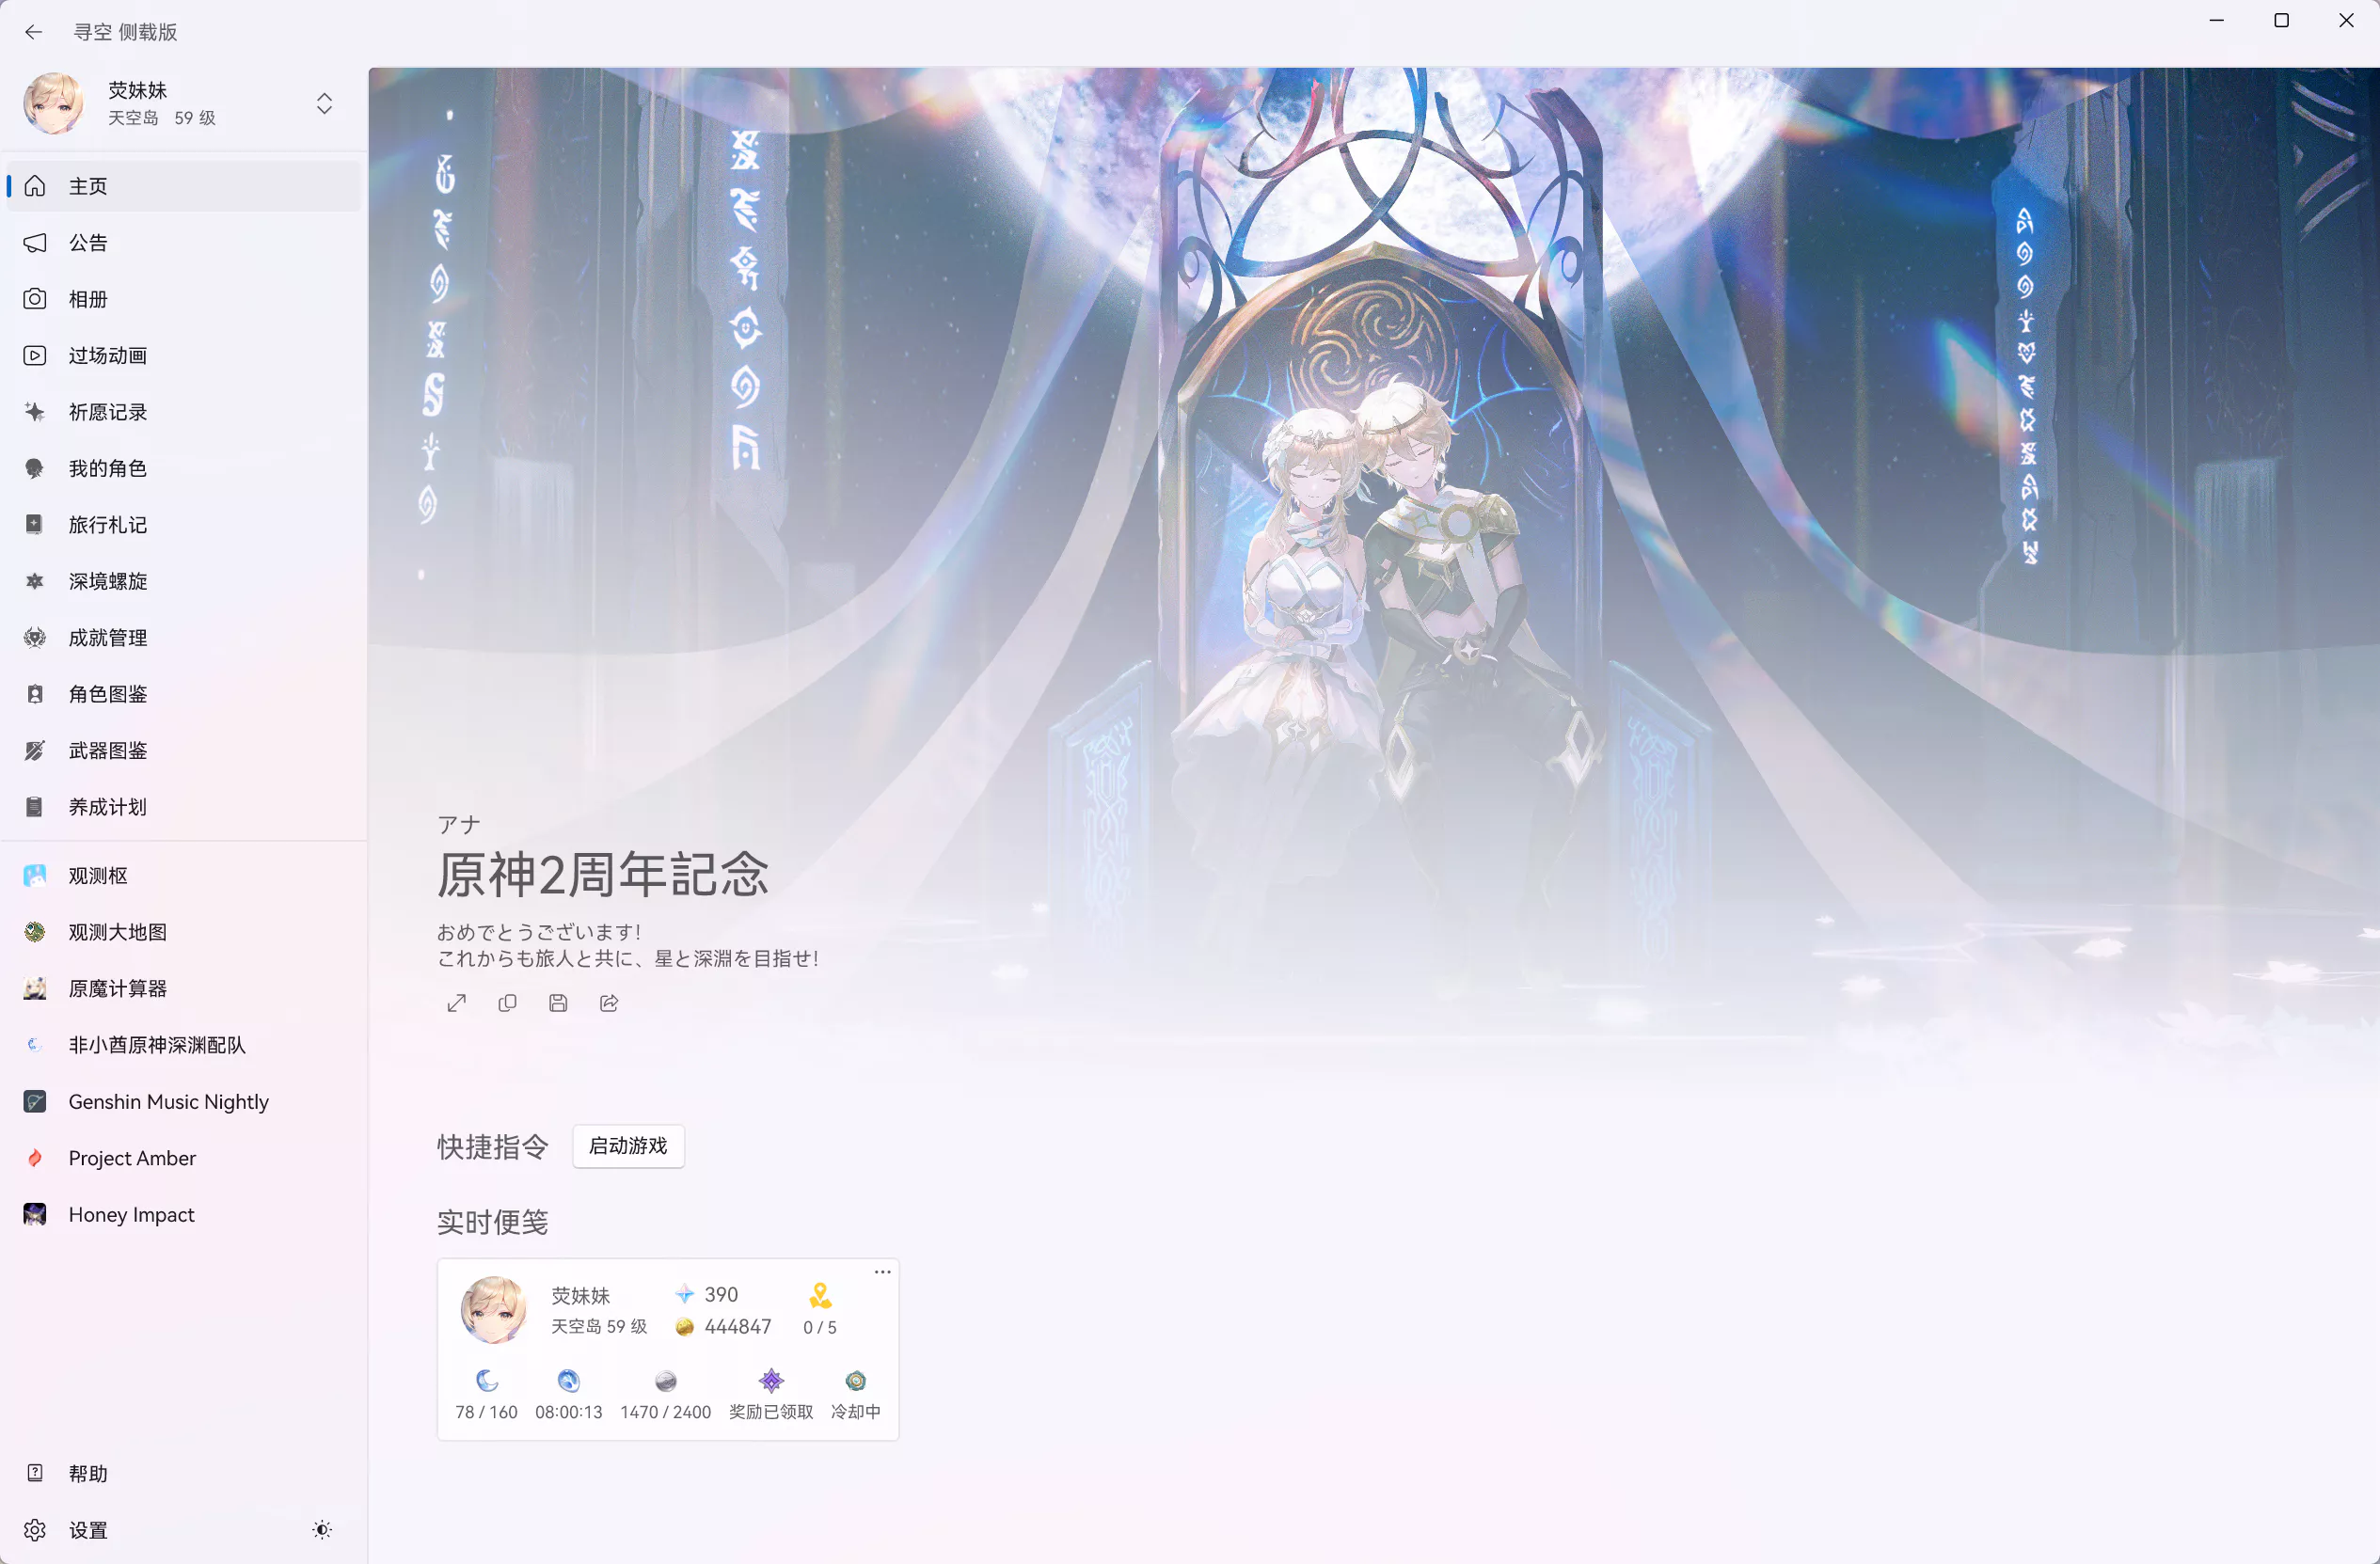 寻空 侧载版
荧妹妹
天空岛 59 级
主页
公告
相册
过场动画
祈愿记录
我的角色
旅行札记
深境螺旋
成就管理
角色图鉴
武器图鉴
养成计划
观测枢
观测大地图
原魔计算器
非小酋原神深渊配队
Genshin Music Nightly
Project Amber
Honey Impact
帮助
设置
アナ
原神2周年記念
おめでとうございます!
これからも旅人と共に、星と深淵を目指せ!
快捷指令 启动游戏
实时便笺
荧妹妹 390
天空岛 59 级 444847 0 / 5
78 / 160 08:00:13 1470 / 2400 奖励已领取 冷却中